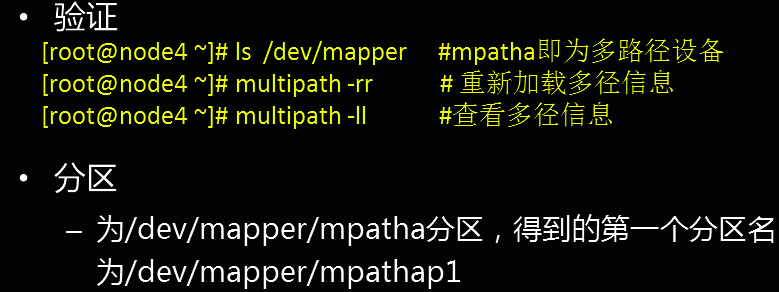 • 验证
[root@node4 ~]# ls /dev/mapper #mpatha即为多路径设备
[root@node4 ~]# multipath -rr # 重新加载多径信息
[root@node4 ~]# multipath -ll #查看多径信息
• 分区
– 为/dev/mapper/mpatha分区，得到的第一个分区名
为/dev/mapper/mpathap1